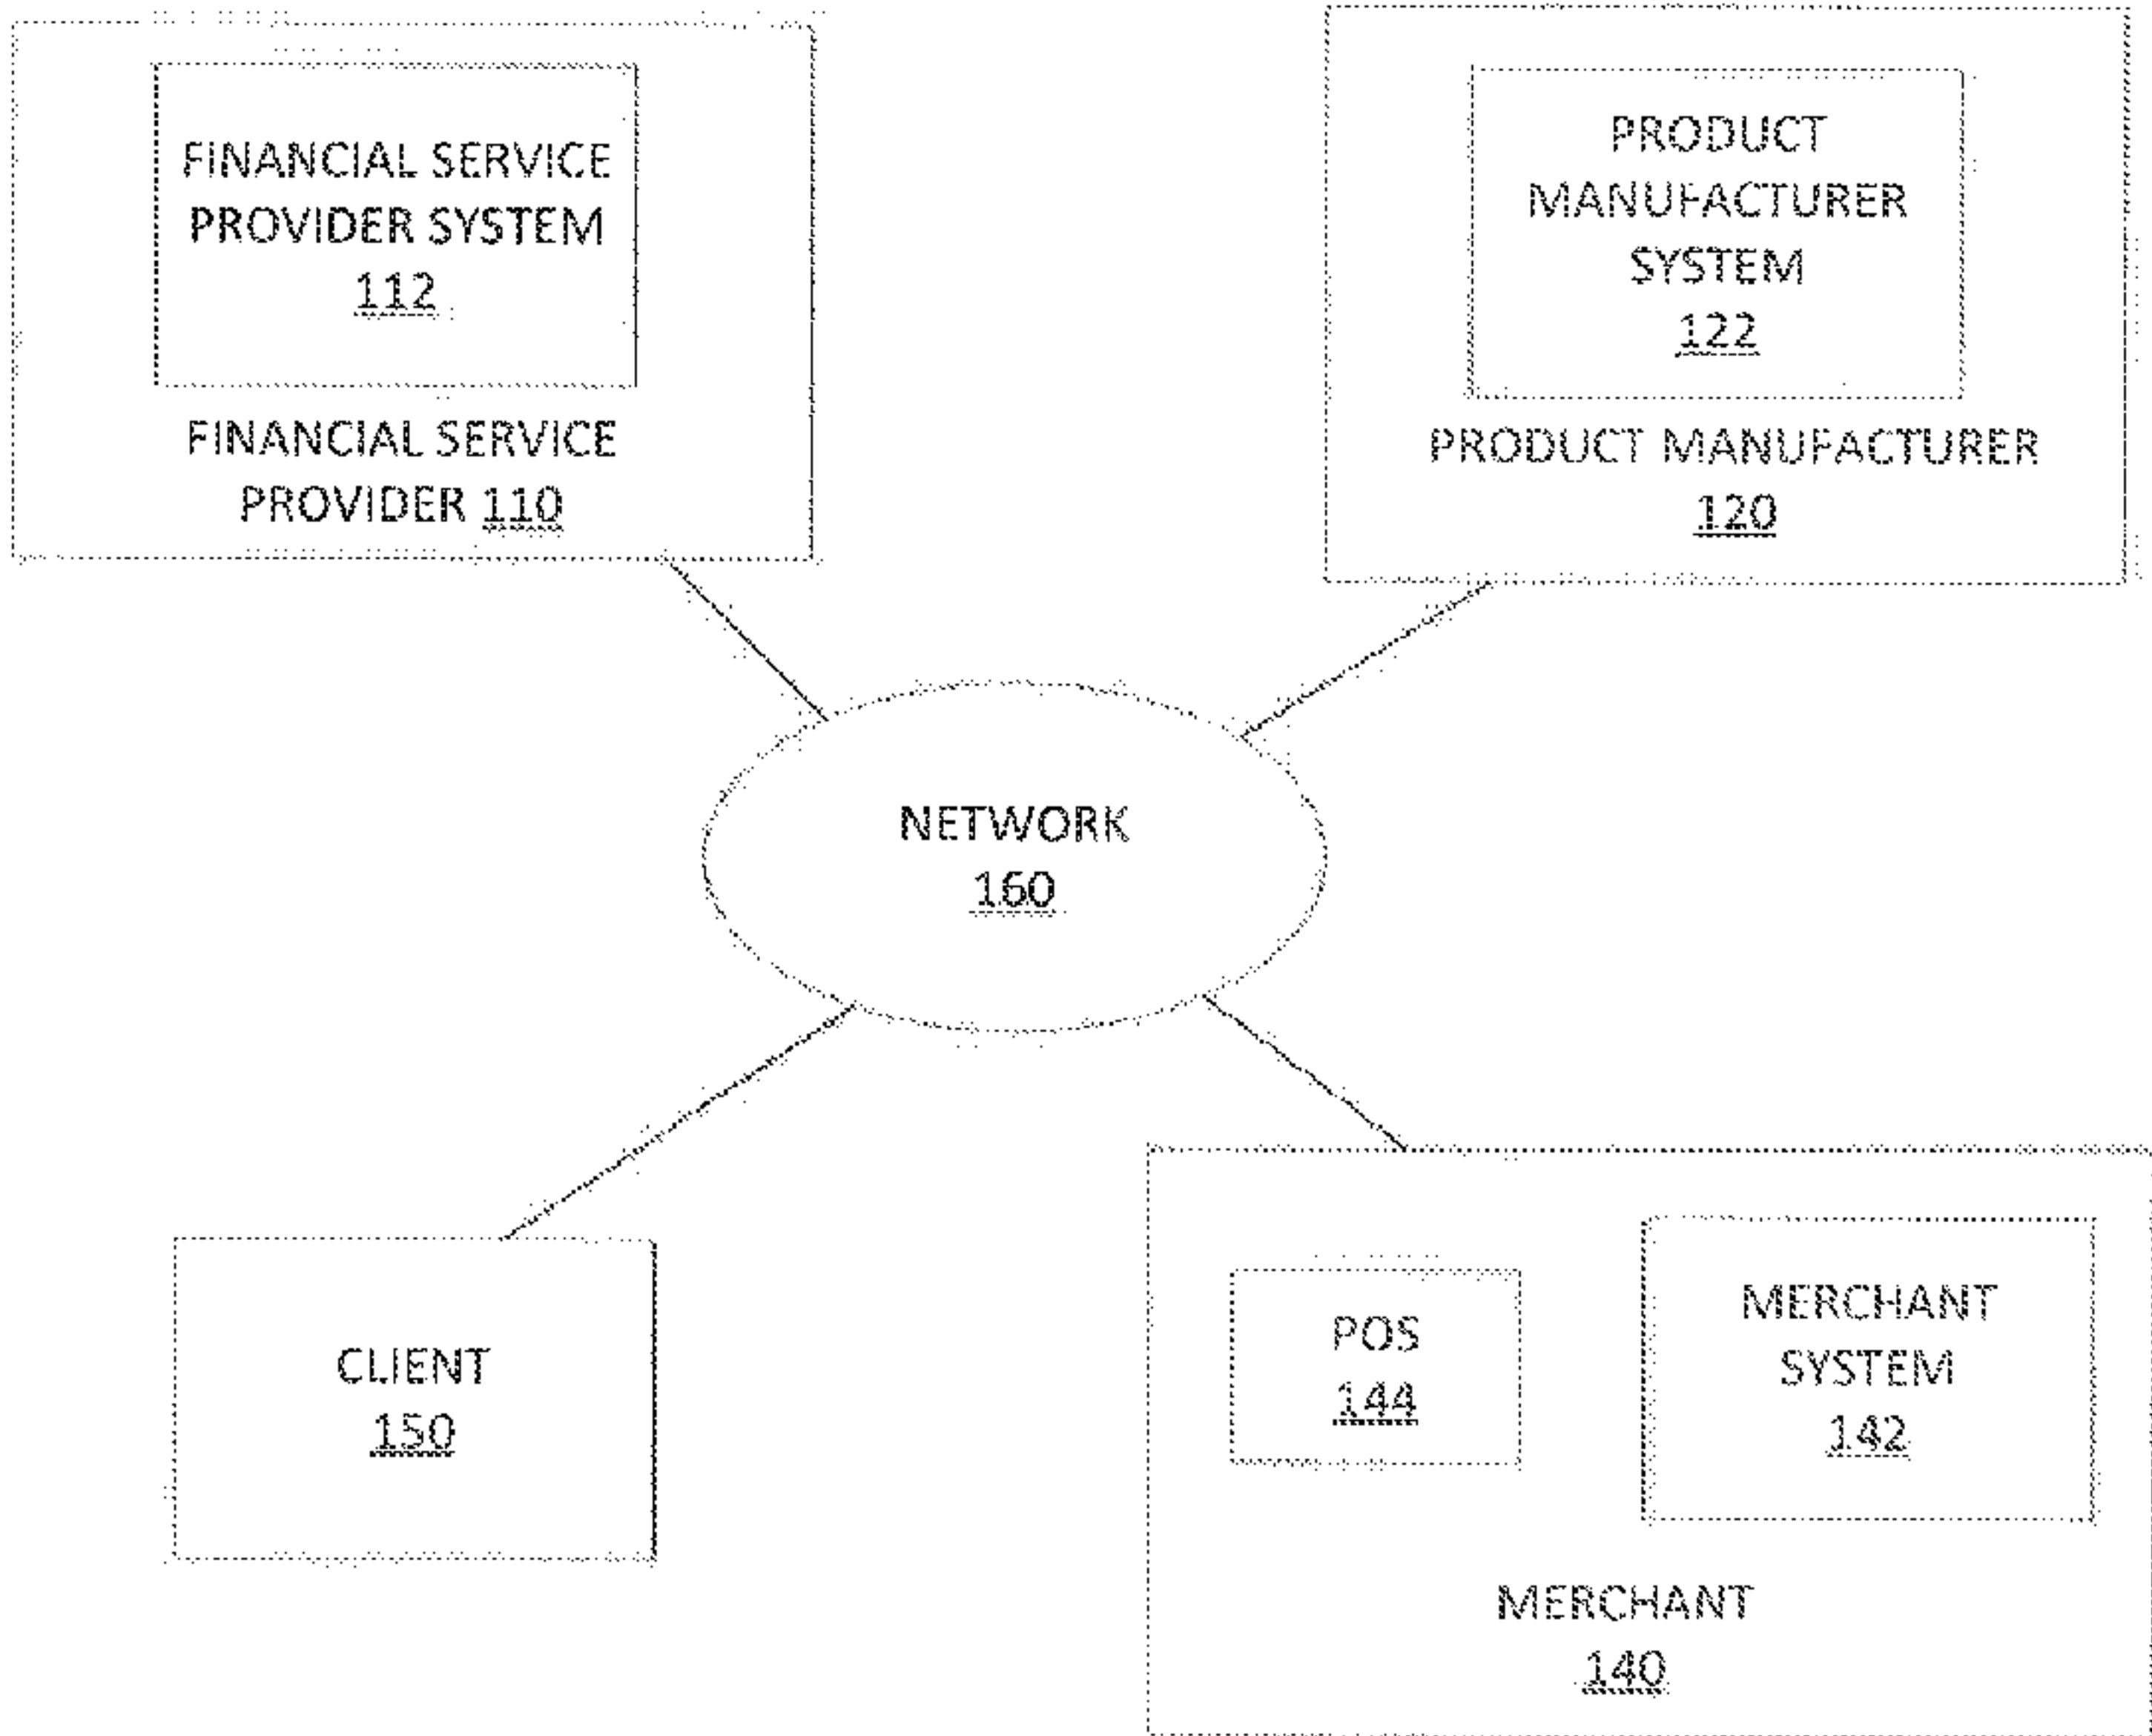 FINANCIAL SERVICE
PROVIDER SYSTEM
112
FINANCIAL SERVICE
PROVIDER 110
PRODUCT
MANUFACTURER
SYSTEM
122
PRODUCT MANUFACTURER
120
NETWORK
160
CLIENT
150
POS
144
MERCHANT
SYSTEM
142
MERCHANT
140